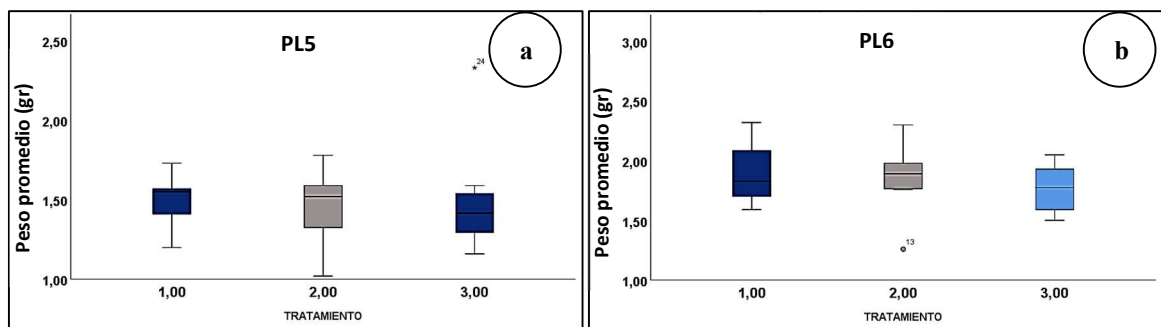 PL5
a
Peso promedio (gr)
2,50
2,00
1,50
1,00
*24
1,00 2,00 3,00
TRATAMIENTO
PL6
b
Peso promedio (gr)
3,00
2,50
2,00
1,50
1,00
13
1,00 2,00 3,00
TRATAMIENTO